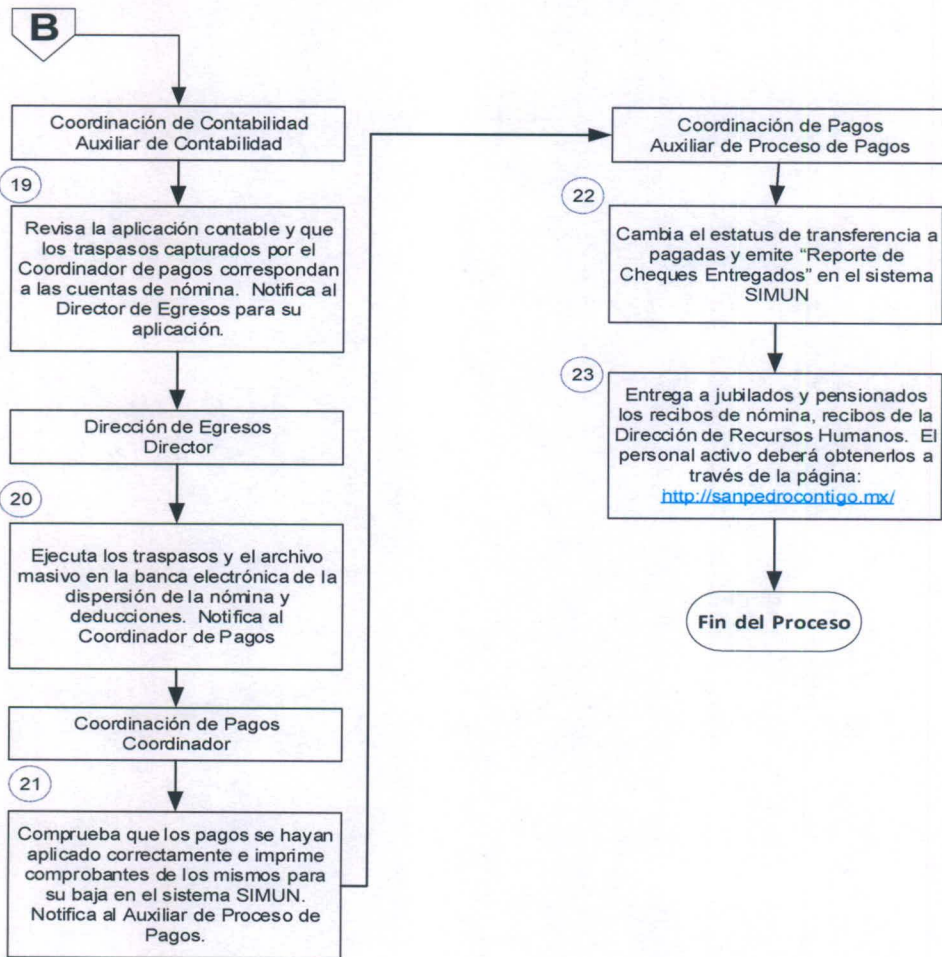 B
Coordinación de Contabilidad
Auxiliar de Contabilidad
19
Revisa la aplicación contable y que
los traspasos capturados por el
Coordinador de pagos correspondan
a las cuentas de nómina. Notifica al
Director de Egresos para su
aplicación.
Dirección de Egresos
Director
20
Ejecuta los traspasos y el archivo
masivo en la banca electrónica de la
dispersión de la nómina y
deducciones. Notifica al
Coordinador de Pagos
Coordinación de Pagos
Coordinador
21
Comprueba que los pagos se hayan
aplicado correctamente e imprime
comprobantes de los mismos para
su baja en el sistema SIMUN.
Notifica al Auxiliar de Proceso de
Pagos.
Coordinación de Pagos
Auxiliar de Proceso de Pagos
22
Cambia el estatus de transferencia a
pagadas y emite “Reporte de
Cheques Entregados” en el sistema
SIMUN
23
Entrega a jubilados y pensionados
los recibos de nómina, recibos de la
Dirección de Recursos Humanos. El
personal activo deberá obtenerlos a
través de la página:
http://sanpedrocontigo.mx/
Fin del Proceso